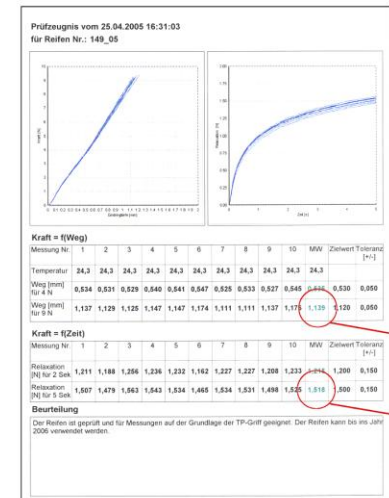 Prüfzeugnis vom 25.04.2005 16:31:03
für Reifen Nr.: 149_05
Kraft = f(Weg)
Messung Nr. 1 2 3 4 5 6 7 8 9 10 MW Zielwert Toleranz [+/-]
Temperatur 24,3 24,3 24,3 24,3 24,3 24,3 24,3 24,3 24,3 24,3 24,3
Weg [mm] für 4 N 0,534 0,531 0,529 0,540 0,541 0,547 0,525 0,533 0,527 0,545 0,530 0,050
Weg [mm] für 9 N 1,137 1,129 1,125 1,147 1,147 1,174 1,111 1,111 1,137 1,175 1,139 1,120 0,050
Kraft = f(Zeit)
Messung Nr. 1 2 3 4 5 6 7 8 9 10 MW Zielwert Toleranz [+/-]
Relaxation [N] für 2 Sek 1,211 1,188 1,256 1,236 1,232 1,162 1,227 1,227 1,208 1,233 1,200 0,150
Relaxation [N] für 5 Sek 1,507 1,479 1,563 1,543 1,534 1,465 1,534 1,531 1,498 1,525 1,518 1,500 0,150
Beurteilung
Der Reifen ist geprüft und für Messungen auf der Grundlage der TP-Griff geeignet. Der Reifen kann bis ins Jahr
2006 verwendet werden.